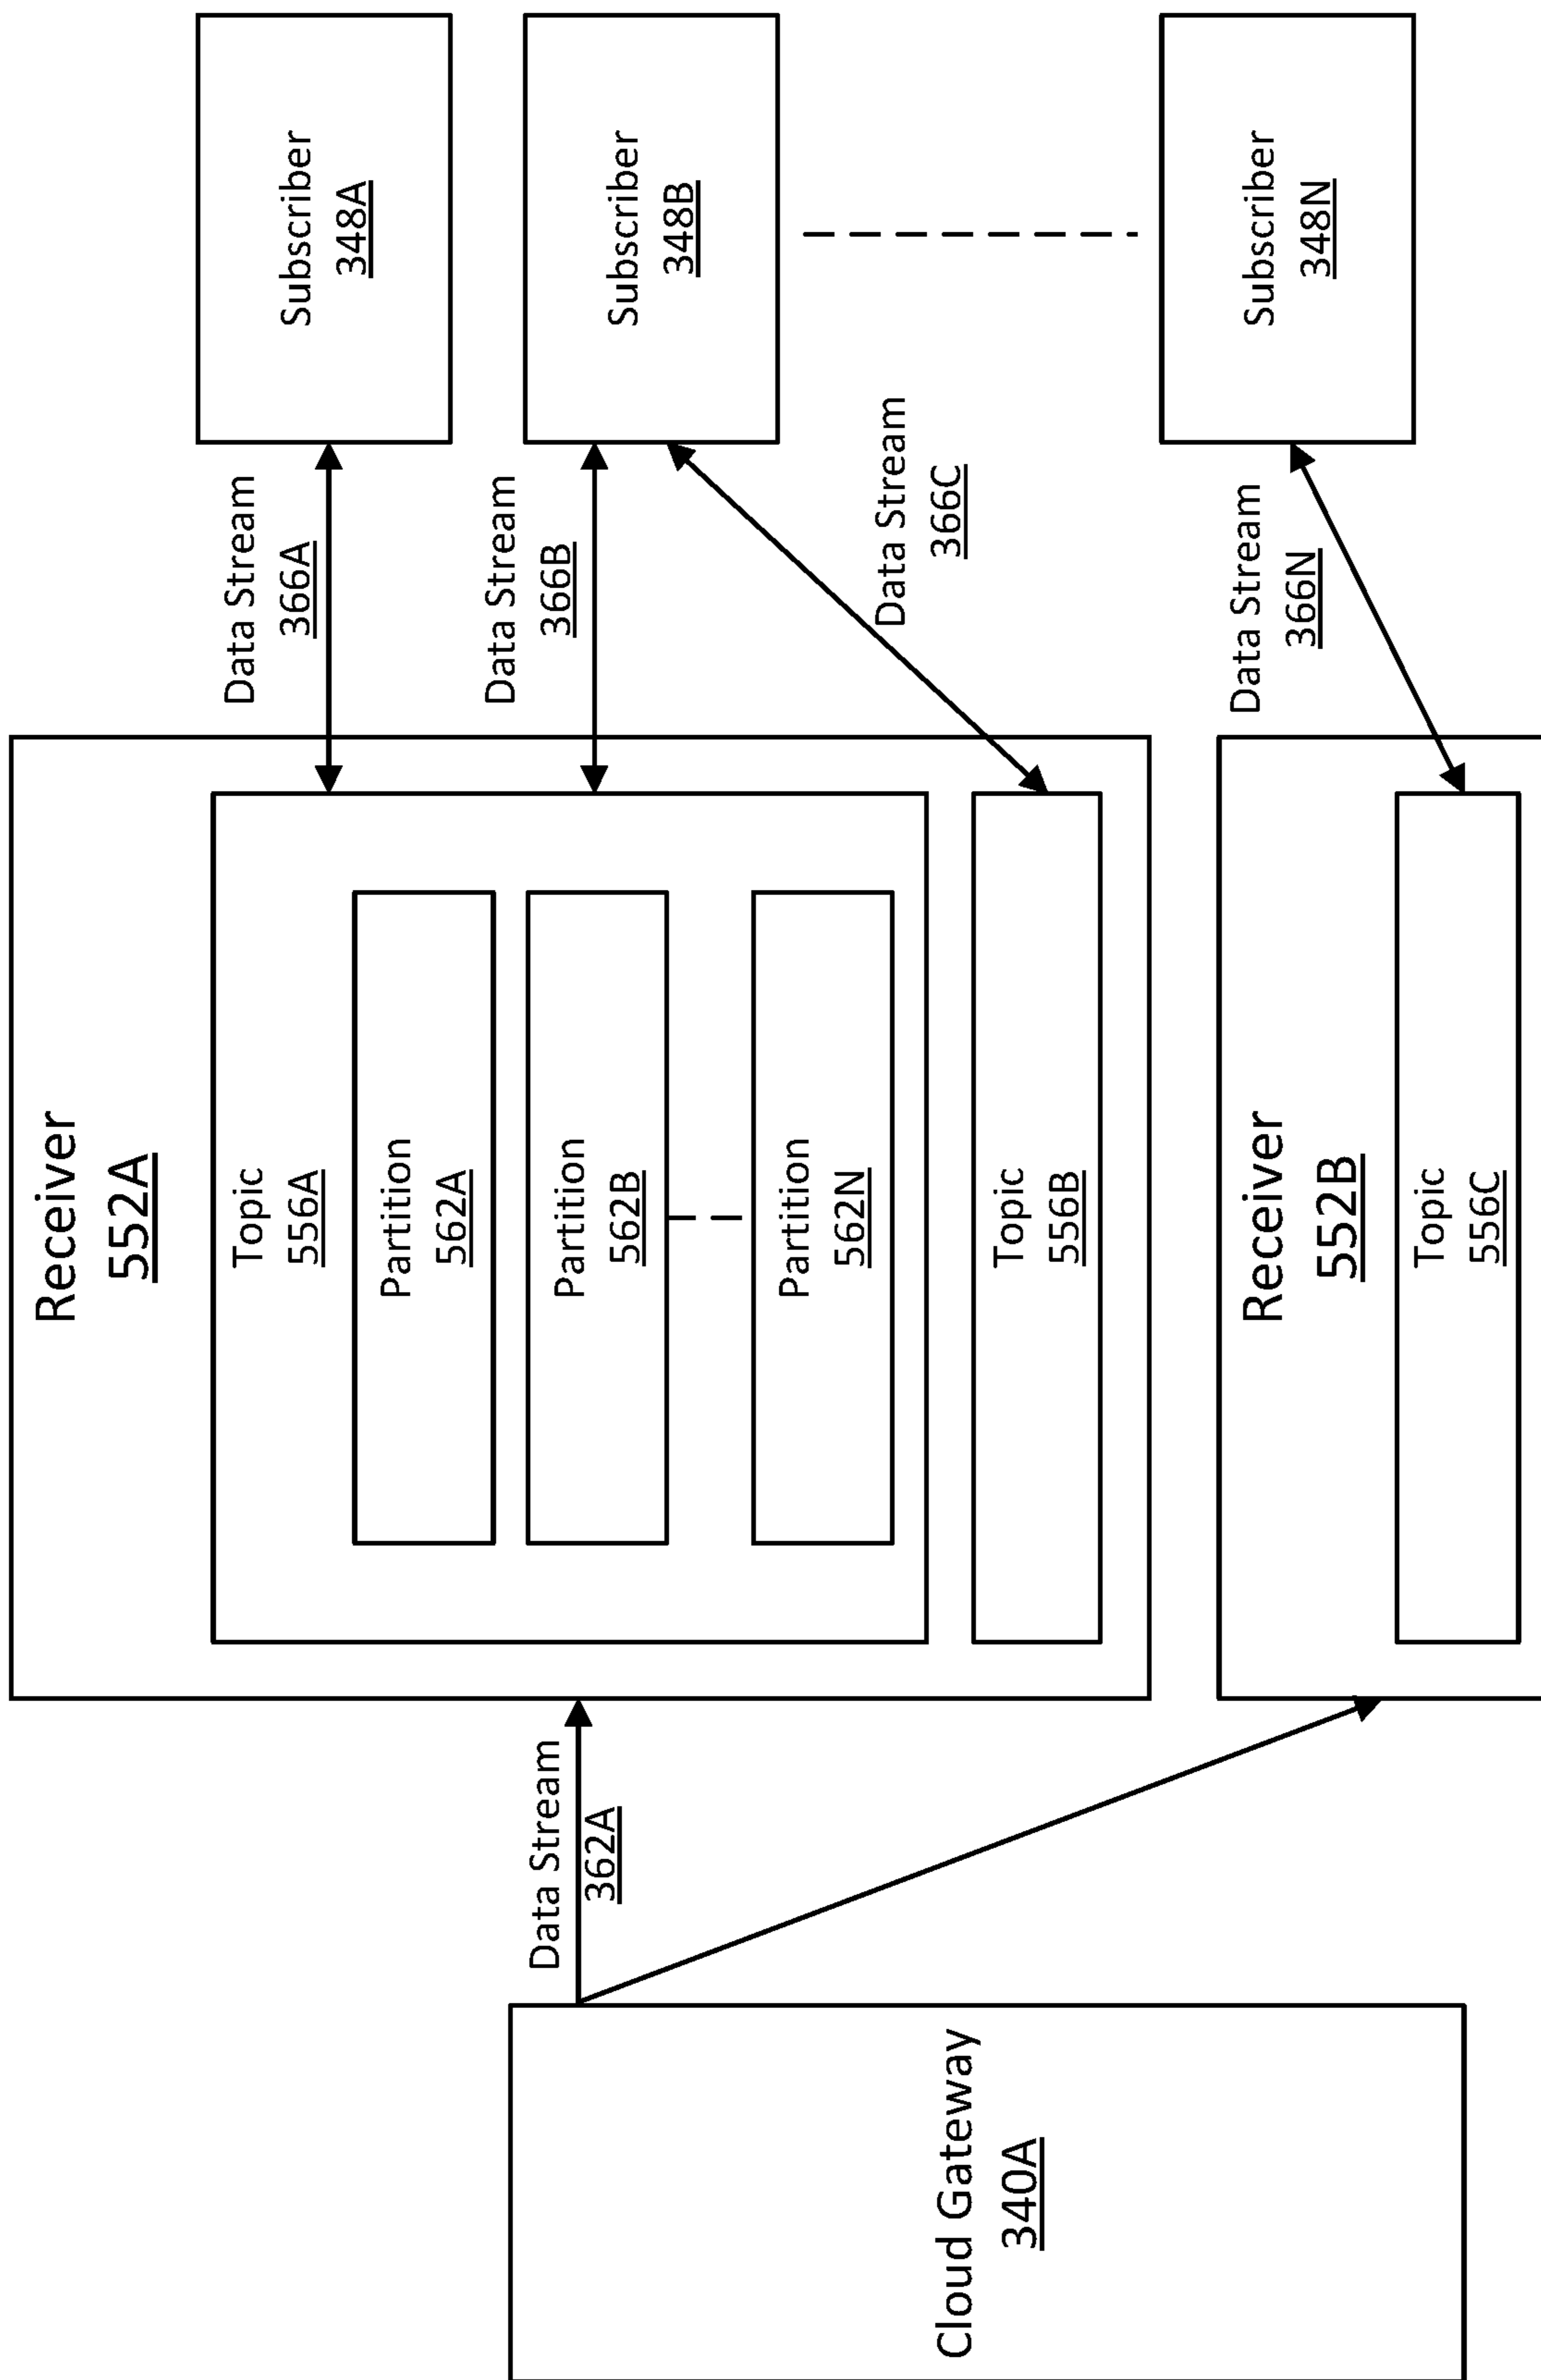 Cloud Gateway
340A
Data Stream
362A
Receiver
552A
Topic
556A
Partition
562A
Partition
562B
Partition
562N
Topic
556B
Receiver
552B
Topic
556C
Data Stream
366A
Data Stream
366B
Data Stream
366C
Data Stream
366N
Subscriber
348A
Subscriber
348B
Subscriber
348N